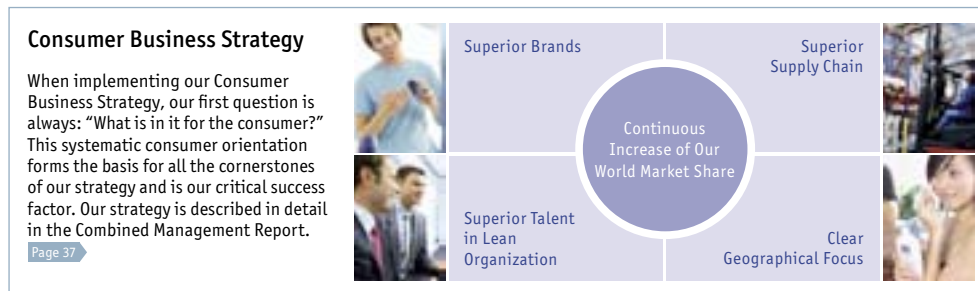 Consumer Business Strategy
When implementing our Consumer
Business Strategy, our first question is
always: “What is in it for the consumer?”
This systematic consumer orientation
forms the basis for all the cornerstones
of our strategy and is our critical success
factor. Our strategy is described in detail
in the Combined Management Report.
Page 37
Superior Brands
Superior
Supply Chain
Continuous
Increase of Our
World Market Share
Superior Talent
in Lean
Organization
Clear
Geographical Focus